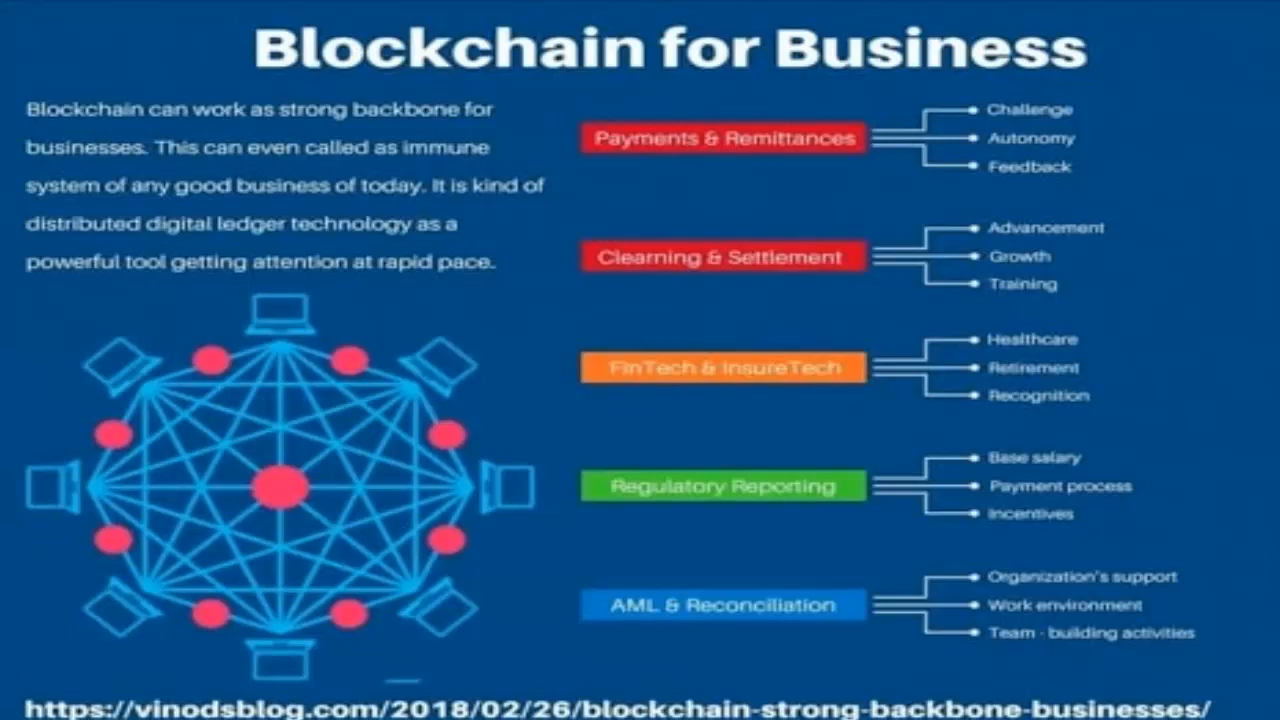 Blockchain for Business
Blockchain can work as strong backbone for
businesses. This can even called as immune
system of any good business of today. It is kind of
distributed digital ledger technology as a
powerful tool getting attention at rapid pace.
Payments & Remittances
Challenge
Autonomy
Feedback
Clearning & Settlement
Advancement
Growth
Training
FinTech & InsureTech
Healthcare
Retirement
Recognition
Regulatory Reporting
Base salary
Payment process
Incentives
AML & Reconciliation
Organization's support
Work environment
Team - building activities
https://vinodsblog.com/2018/02/26/blockchain-strong-backbone-businesses/